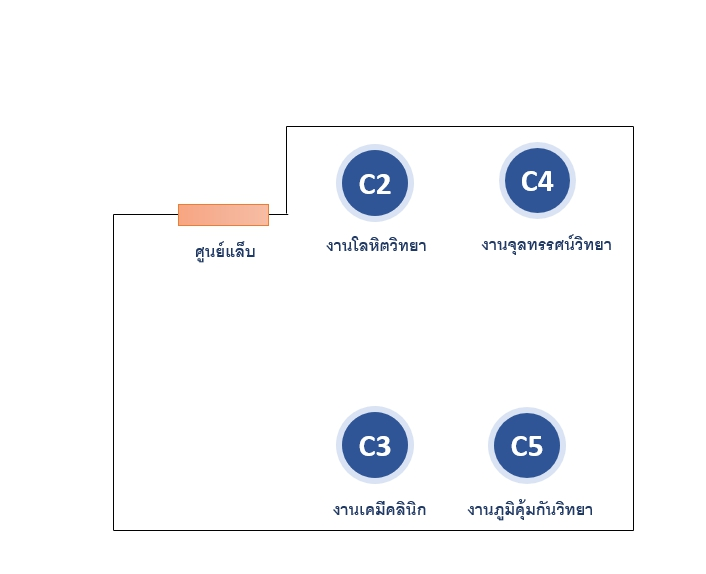 C2
C4
งานโลหิตวิทยา
งานจุลทรรศน์วิทยา
ศูนย์แล็บ
C3
C5
งานเคมีคลินิก
งานภูมิคุ้มกันวิทยา